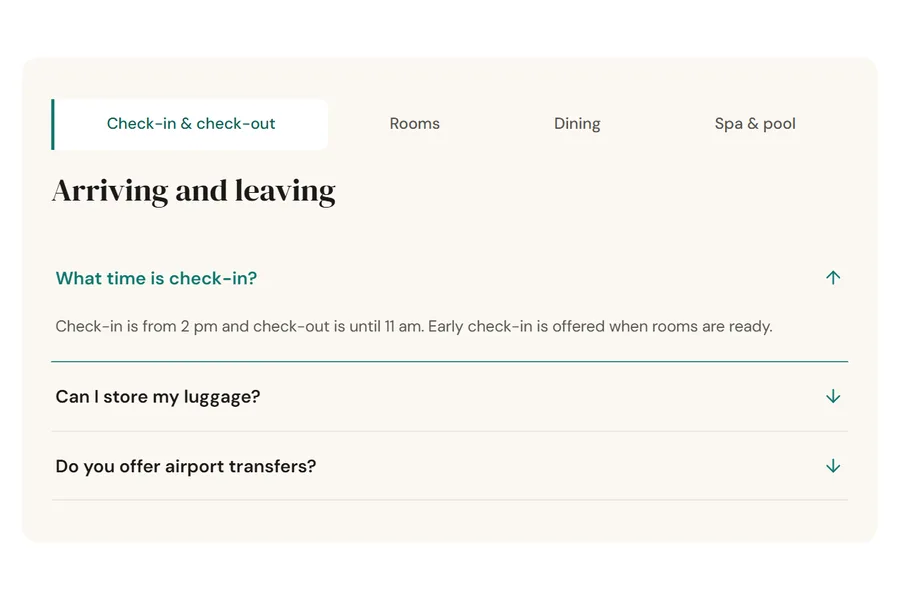 Check-in & check-out
Rooms
Dining
Spa & pool
Arriving and leaving
What time is check-in?
Check-in is from 2 pm and check-out is until 11 am. Early check-in is offered when rooms are ready.
Can I store my luggage?
Do you offer airport transfers?